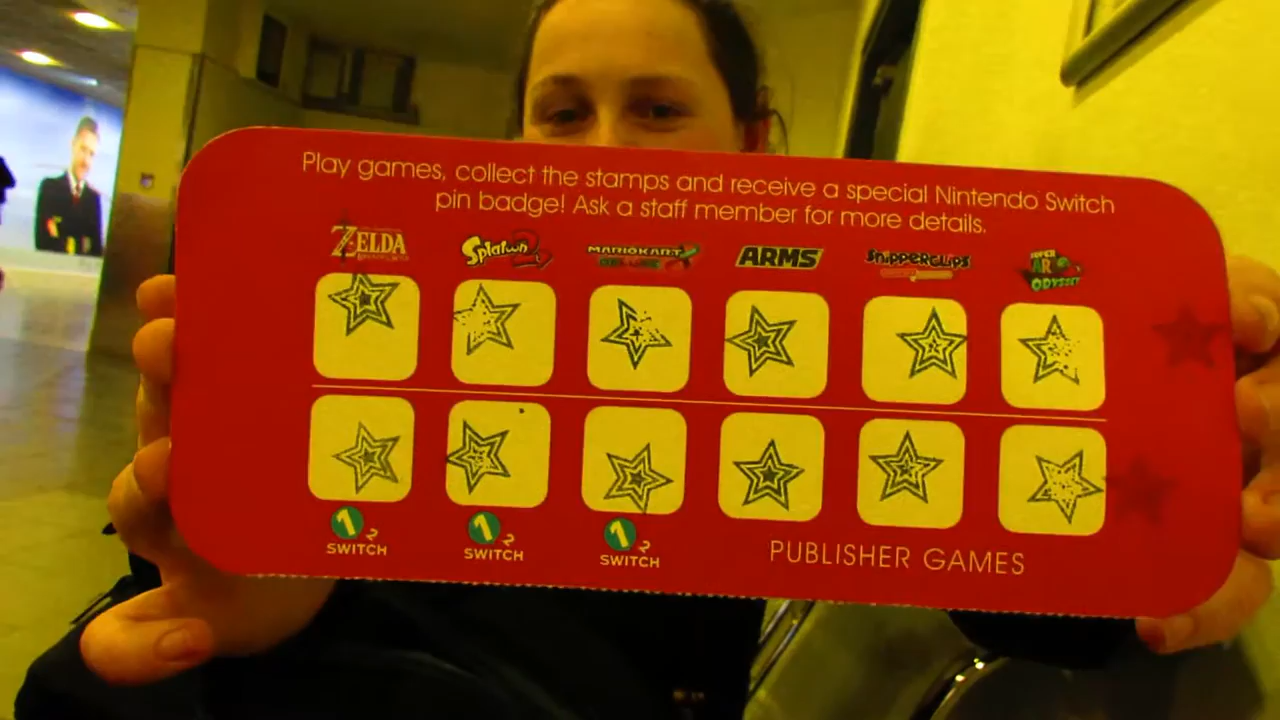 Play games, collect the stamps and receive a special Nintendo Switch
pin badge! Ask a staff member for more details.
ZELDA Splatoon 2 MARIOKART 8 DELUXE ARMS SNIPPERCLIPS SUPER MARIO ODYSSEY
1 2 SWITCH 1 2 SWITCH 1 2 SWITCH PUBLISHER GAMES